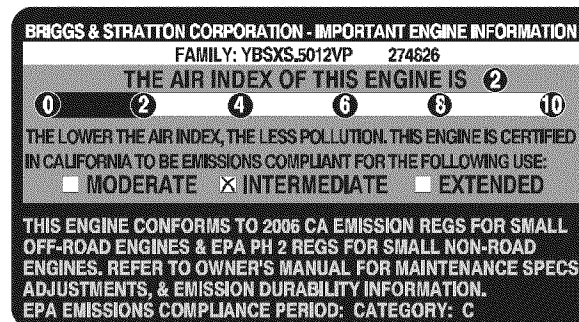 BRIGGS & STRATTON CORPORATION - IMPORTANT ENGINE INFORMATION
FAMILY: YBSXS.5012VP 274826
THE AIR INDEX OF THIS ENGINE IS 2
0 2 4 6 8 10
THE LOWER THE AIR INDEX, THE LESS POLLUTION. THIS ENGINE IS CERTIFIED
IN CALIFORNIA TO BE EMISSIONS COMPLIANT FOR THE FOLLOWING USE:
MODERATE INTERMEDIATE EXTENDED
THIS ENGINE CONFORMS TO 2006 CA EMISSION REGS FOR SMALL
OFF-ROAD ENGINES & EPA PH 2 REGS FOR SMALL NON-ROAD
ENGINES. REFER TO OWNER'S MANUAL FOR MAINTENANCE SPECS
ADJUSTMENTS, & EMISSION DURABILITY INFORMATION.
EPA EMISSIONS COMPLIANCE PERIOD: CATEGORY: C